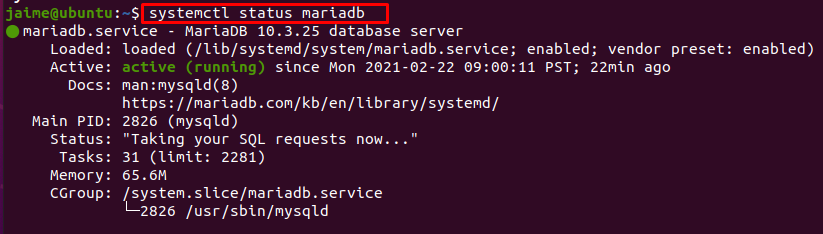 jaime@ubuntu:~$ systemctl status mariadb
● mariadb.service - MariaDB 10.3.25 database server
Loaded: loaded (/lib/systemd/system/mariadb.service; enabled; vendor preset: enabled)
Active: active (running) since Mon 2021-02-22 09:00:11 PST; 22min ago
Docs: man:mysqld(8)
https://mariadb.com/kb/en/library/systemd/
Main PID: 2826 (mysqld)
Status: "Taking your SQL requests now..."
Tasks: 31 (limit: 2281)
Memory: 65.6M
CGroup: /system.slice/mariadb.service
└─2826 /usr/sbin/mysqld